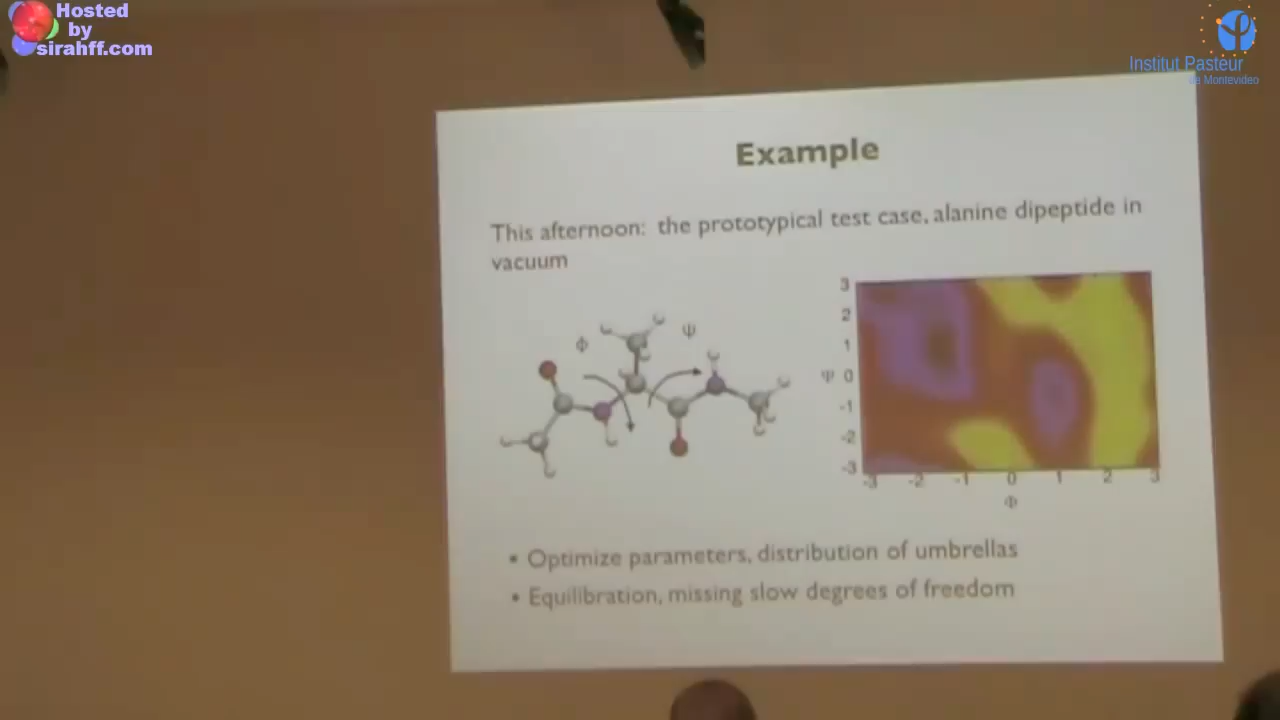 Hosted
by
sirahff.com
Institut Pasteur
de Montevideo
Example
This afternoon: the prototypical test case, alanine dipeptide in
vacuum
Φ
Ψ
3
2
1
Ψ 0
-1
-2
-3
-3 -2 -1 0 1 2 3
Φ
• Optimize parameters, distribution of umbrellas
• Equilibration, missing slow degrees of freedom